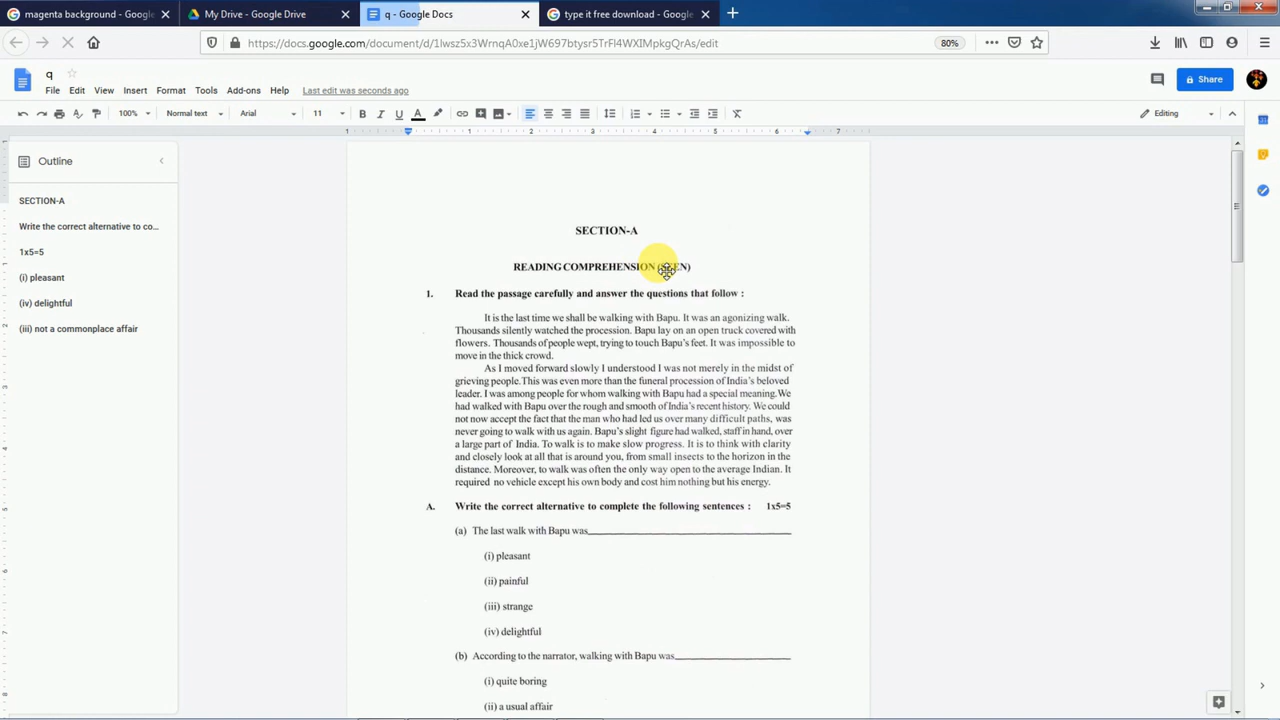 magenta background - Google
My Drive - Google Drive
q - Google Docs
type it free download - Google
https://docs.google.com/document/d/1lwsz5x3WrnqA0xe1jW697btysr5TrFl4WXIMpkgQrAs/edit
80%
q
File Edit View Insert Format Tools Add-ons Help Last edit was seconds ago
Share
100% Normal text Arial 11 Editing
1 1 2 3 4 5 6 7
Outline
SECTION-A
Write the correct alternative to co...
1x5=5
(i) pleasant
(iv) delightful
(iii) not a commonplace affair
SECTION-A
READING COMPREHENSION (SEEN)
1. Read the passage carefully and answer the questions that follow :
It is the last time we shall be walking with Bapu. It was an agonizing walk.
Thousands silently watched the procession. Bapu lay on an open truck covered with
flowers. Thousands of people wept, trying to touch Bapu's feet. It was impossible to
move in the thick crowd.
As I moved forward slowly I understood I was not merely in the midst of
grieving people.This was even more than the funeral procession of India's beloved
leader. I was among people for whom walking with Bapu had a special meaning.We
had walked with Bapu over the rough and smooth of India's recent history. We could
not now accept the fact that the man who had led us over many difficult paths, was
never going to walk with us again. Bapu's slight figure had walked, staff in hand, over
a large part of India. To walk is to make slow progress. It is to think with clarity
and closely look at all that is around you, from small insects to the horizon in the
distance. Moreover, to walk was often the only way open to the average Indian. It
required no vehicle except his own body and cost him nothing but his energy.
A. Write the correct alternative to complete the following sentences : 1x5=5
(a) The last walk with Bapu was
(i) pleasant
(ii) painful
(iii) strange
(iv) delightful
(b) According to the narrator, walking with Bapu was
(i) quite boring
(ii) a usual affair